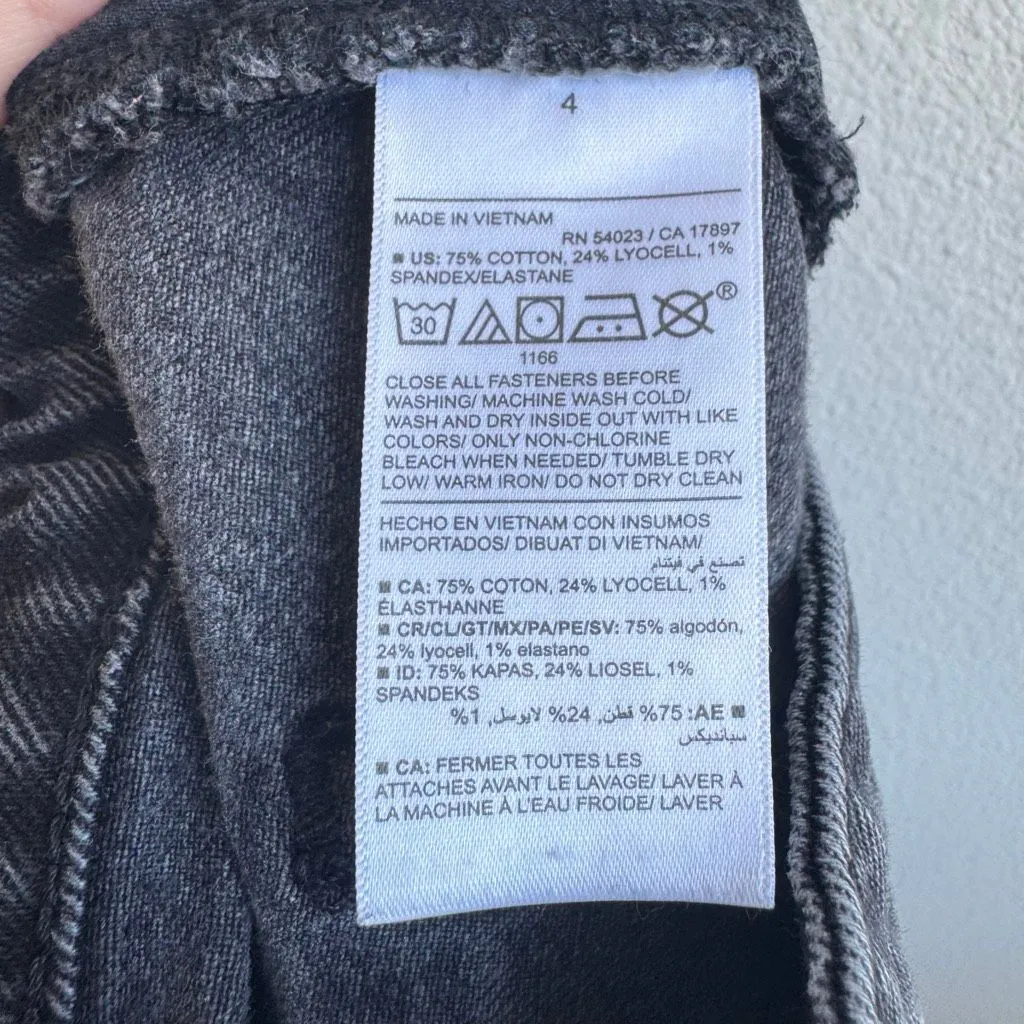 4
MADE IN VIETNAM
RN 54023 / CA 17897
US: 75% COTTON, 24% LYOCELL, 1%
SPANDEX/ELASTANE
30
®
1166
CLOSE ALL FASTENERS BEFORE
WASHING/ MACHINE WASH COLD/
WASH AND DRY INSIDE OUT WITH LIKE
COLORS/ ONLY NON-CHLORINE
BLEACH WHEN NEEDED/ TUMBLE DRY
LOW/ WARM IRON/ DO NOT DRY CLEAN
HECHO EN VIETNAM CON INSUMOS
IMPORTADOS/ DIBUAT DI VIETNAM/
تصنع في فيتنام
CA: 75% COTON, 24% LYOCELL, 1%
ÉLASTHANNE
CR/CL/GT/MX/PA/PE/SV: 75% algodón,
24% lyocell, 1% elastano
ID: 75% KAPAS, 24% LIOSEL, 1%
SPANDEKS
AE: 75% قطن, 24% لايوسل, 1%
سباندیکس
CA: FERMER TOUTES LES
ATTACHES AVANT LE LAVAGE/ LAVER À
LA MACHINE À L'EAU FROIDE/ LAVER